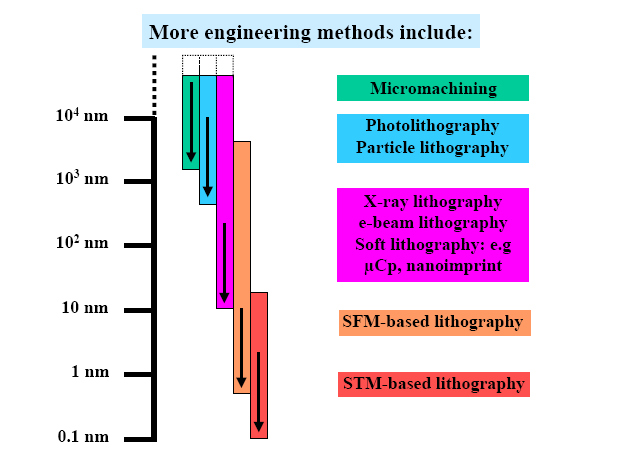 More engineering methods include:
10⁴ nm
10³ nm
10² nm
10 nm
1 nm
0.1 nm
Micromachining
Photolithography
Particle lithography
X-ray lithography
e-beam lithography
Soft lithography: e.g
μCp, nanoimprint
SFM-based lithography
STM-based lithography